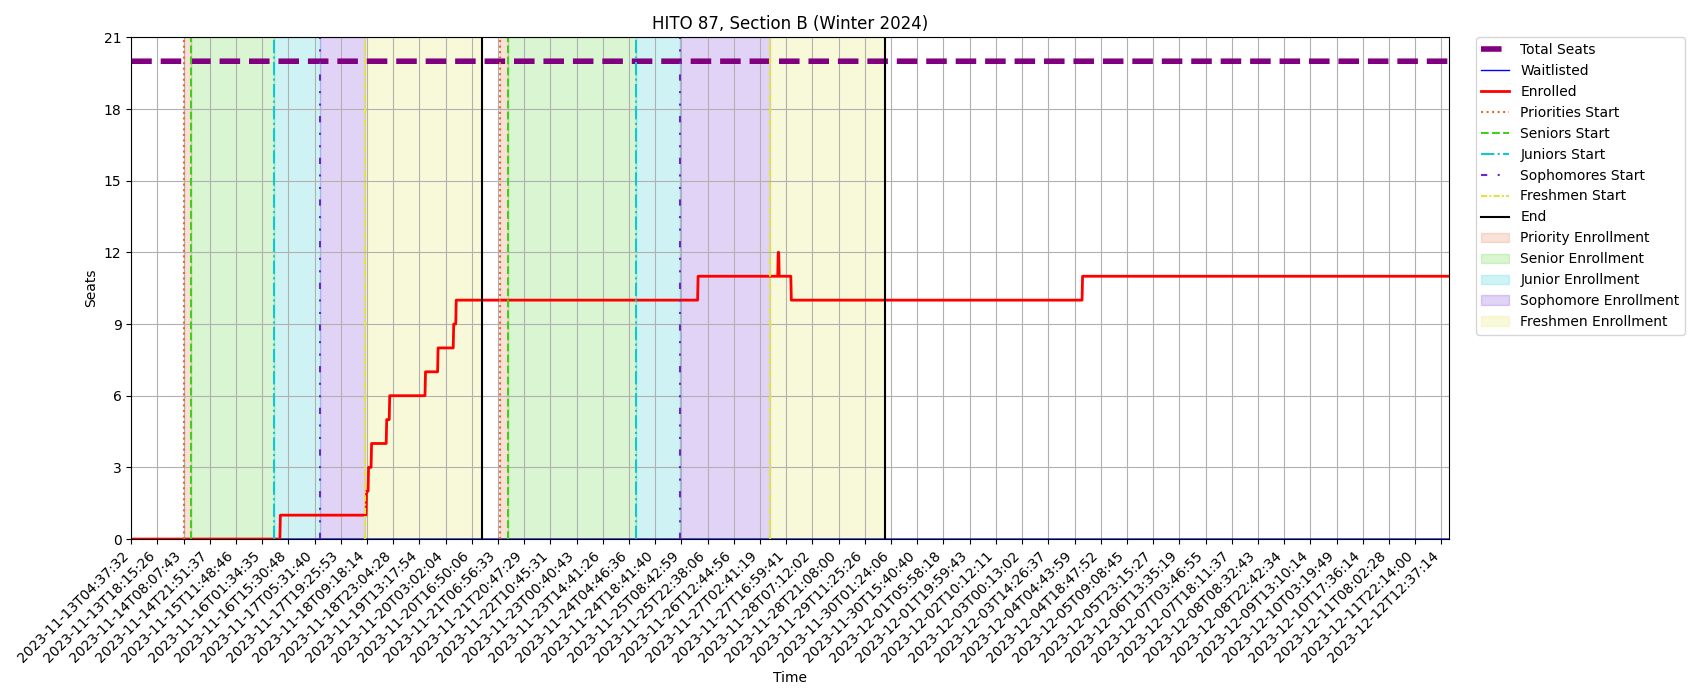 HITO 87, Section B (Winter 2024)
21
18
15
12
9
6
3
0
Seats
2023-11-13T04:37:32
2023-11-13T18:15:26
2023-11-14T08:07:43
2023-11-14T21:51:37
2023-11-15T11:48:46
2023-11-16T01:34:35
2023-11-16T15:30:48
2023-11-17T05:31:40
2023-11-17T19:25:53
2023-11-18T09:18:14
2023-11-18T23:04:28
2023-11-19T13:17:54
2023-11-20T03:02:04
2023-11-20T16:50:06
2023-11-21T06:56:33
2023-11-21T20:47:29
2023-11-22T10:45:31
2023-11-23T00:40:43
2023-11-23T14:41:26
2023-11-24T04:46:36
2023-11-24T18:41:40
2023-11-25T08:42:59
2023-11-25T22:38:06
2023-11-26T12:44:56
2023-11-27T02:41:19
2023-11-27T16:59:41
2023-11-28T07:12:02
2023-11-28T21:08:00
2023-11-29T11:25:26
2023-11-30T01:24:06
2023-11-30T15:40:40
2023-12-01T05:58:18
2023-12-01T19:59:43
2023-12-02T10:12:11
2023-12-03T00:13:02
2023-12-03T14:26:37
2023-12-04T04:43:59
2023-12-04T18:47:52
2023-12-05T09:08:45
2023-12-05T23:15:27
2023-12-06T13:35:19
2023-12-07T03:46:55
2023-12-07T18:11:37
2023-12-08T08:32:43
2023-12-08T22:42:34
2023-12-09T13:10:14
2023-12-10T03:19:49
2023-12-10T17:36:14
2023-12-11T08:02:28
2023-12-11T22:14:00
2023-12-12T12:37:14
Time
Total Seats
Waitlisted
Enrolled
Priorities Start
Seniors Start
Juniors Start
Sophomores Start
Freshmen Start
End
Priority Enrollment
Senior Enrollment
Junior Enrollment
Sophomore Enrollment
Freshmen Enrollment